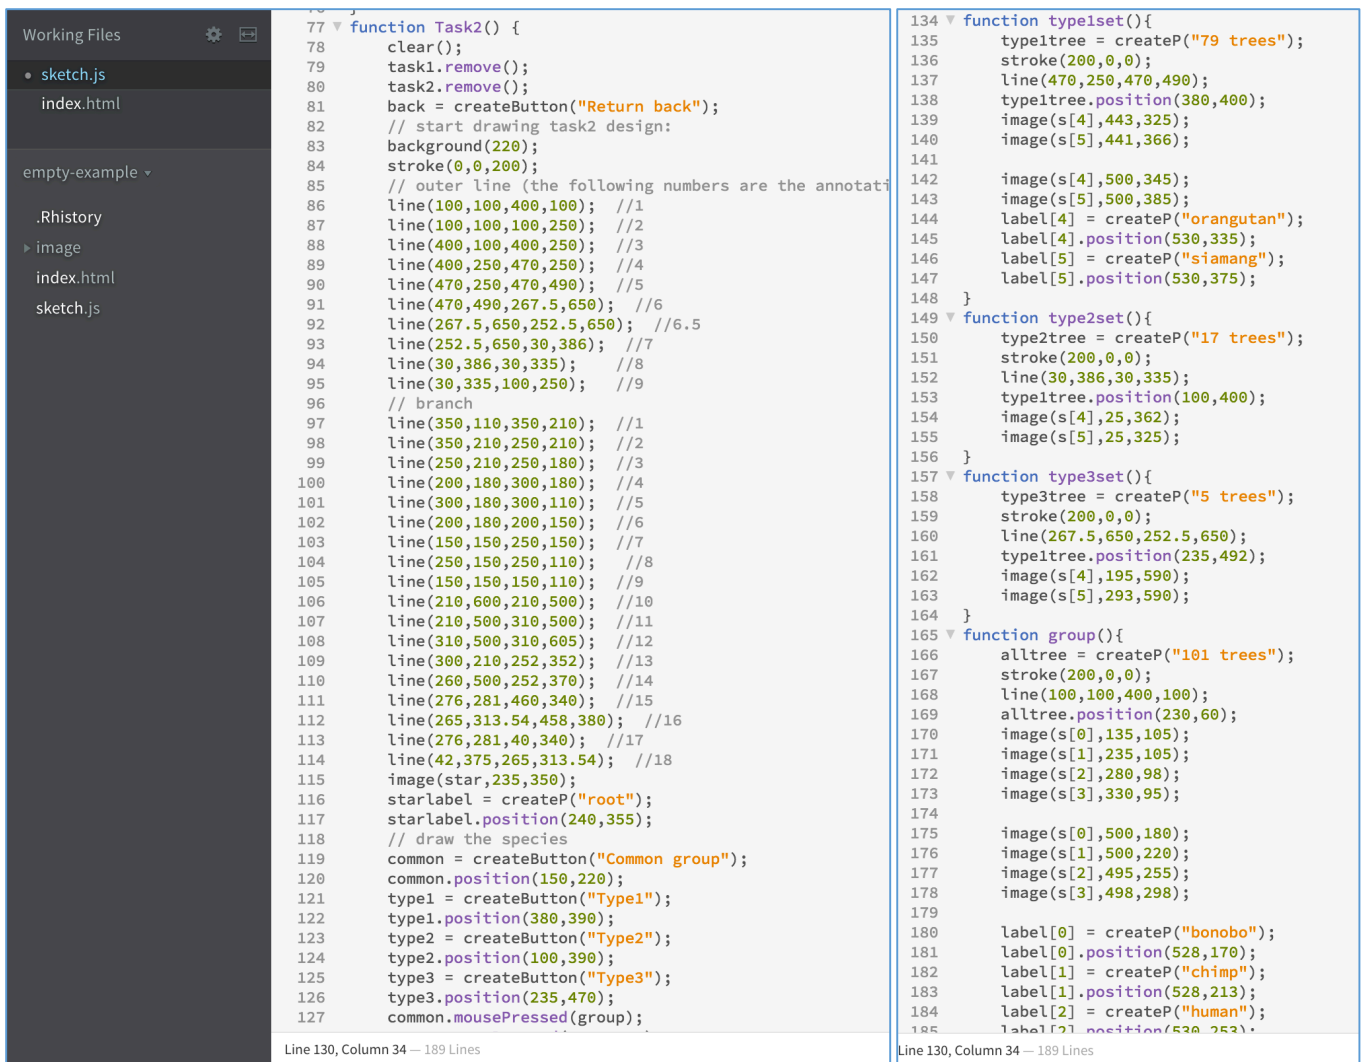 Working Files
sketch.js
index.html
empty-example
.Rhistory
image
index.html
sketch.js
77 function Task2() {
78 clear();
79 task1.remove();
80 task2.remove();
81 back = createButton("Return back");
82 // start drawing task2 design:
83 background(220);
84 stroke(0,0,200);
85 // outer line (the following numbers are the annotati
86 line(100,100,400,100); //1
87 line(100,100,100,250); //2
88 line(400,100,400,250); //3
89 line(400,250,470,250); //4
90 line(470,250,470,490); //5
91 line(470,490,267.5,650); //6
92 line(267.5,650,252.5,650); //6.5
93 line(252.5,650,30,386); //7
94 line(30,386,30,335); //8
95 line(30,335,100,250); //9
96 // branch
97 line(350,110,350,210); //1
98 line(350,210,250,210); //2
99 line(250,210,250,180); //3
100 line(200,180,300,180); //4
101 line(300,180,300,110); //5
102 line(200,180,200,150); //6
103 line(150,150,250,150); //7
104 line(250,150,250,110); //8
105 line(150,150,150,110); //9
106 line(210,600,210,500); //10
107 line(210,500,310,500); //11
108 line(310,500,310,605); //12
109 line(300,210,252,352); //13
110 line(260,500,252,370); //14
111 line(276,281,460,340); //15
112 line(265,313.54,458,380); //16
113 line(276,281,40,340); //17
114 line(42,375,265,313.54); //18
115 image(star,235,350);
116 starlabel = createP("root");
117 starlabel.position(240,355);
118 // draw the species
119 common = createButton("Common group");
120 common.position(150,220);
121 type1 = createButton("Type1");
122 type1.position(380,390);
123 type2 = createButton("Type2");
124 type2.position(100,390);
125 type3 = createButton("Type3");
126 type3.position(235,470);
127 common.mousePressed(group);
Line 130, Column 34 — 189 Lines
134 function type1set(){
135 type1tree = createP("79 trees");
136 stroke(200,0,0);
137 line(470,250,470,490);
138 type1tree.position(380,400);
139 image(s[4],443,325);
140 image(s[5],441,366);
141
142 image(s[4],500,345);
143 image(s[5],500,385);
144 label[4] = createP("orangutan");
145 label[4].position(530,335);
146 label[5] = createP("siamang");
147 label[5].position(530,375);
148 }
149 function type2set(){
150 type2tree = createP("17 trees");
151 stroke(200,0,0);
152 line(30,386,30,335);
153 type1tree.position(100,400);
154 image(s[4],25,362);
155 image(s[5],25,325);
156 }
157 function type3set(){
158 type3tree = createP("5 trees");
159 stroke(200,0,0);
160 line(267.5,650,252.5,650);
161 type1tree.position(235,492);
162 image(s[4],195,590);
163 image(s[5],293,590);
164 }
165 function group(){
166 alltree = createP("101 trees");
167 stroke(200,0,0);
168 line(100,100,400,100);
169 alltree.position(230,60);
170 image(s[0],135,105);
171 image(s[1],235,105);
172 image(s[2],280,98);
173 image(s[3],330,95);
174
175 image(s[0],500,180);
176 image(s[1],500,220);
177 image(s[2],495,255);
178 image(s[3],498,298);
179
180 label[0] = createP("bonobo");
181 label[0].position(528,170);
182 label[1] = createP("chimp");
183 label[1].position(528,213);
184 label[2] = createP("human");
185 label[2].position(530,253);
Line 130, Column 34 — 189 Lines